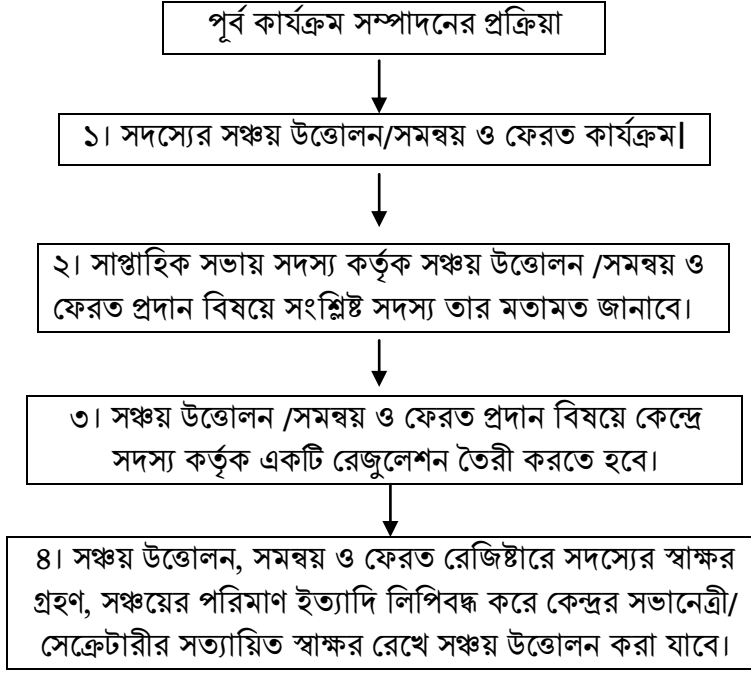 পূর্ব কার্যক্রম সম্পাদনের প্রক্রিয়া
১। সদস্যের সঞ্চয় উত্তোলন/সমন্বয় ও ফেরত কার্যক্রম|
২। সাপ্তাহিক সভায় সদস্য কর্তৃক সঞ্চয় উত্তোলন /সমন্বয় ও
ফেরত প্রদান বিষয়ে সংশ্লিষ্ট সদস্য তার মতামত জানাবে।
৩। সঞ্চয় উত্তোলন /সমন্বয় ও ফেরত প্রদান বিষয়ে কেন্দ্রে
সদস্য কর্তৃক একটি রেজুলেশন তৈরী করতে হবে।
৪। সঞ্চয় উত্তোলন, সমন্বয় ও ফেরত রেজিষ্টারে সদস্যের স্বাক্ষর
গ্রহণ, সঞ্চয়ের পরিমাণ ইত্যাদি লিপিবদ্ধ করে কেন্দ্রর সভানেত্রী/
সেক্রেটারীর সত্যায়িত স্বাক্ষর রেখে সঞ্চয় উত্তোলন করা যাবে।